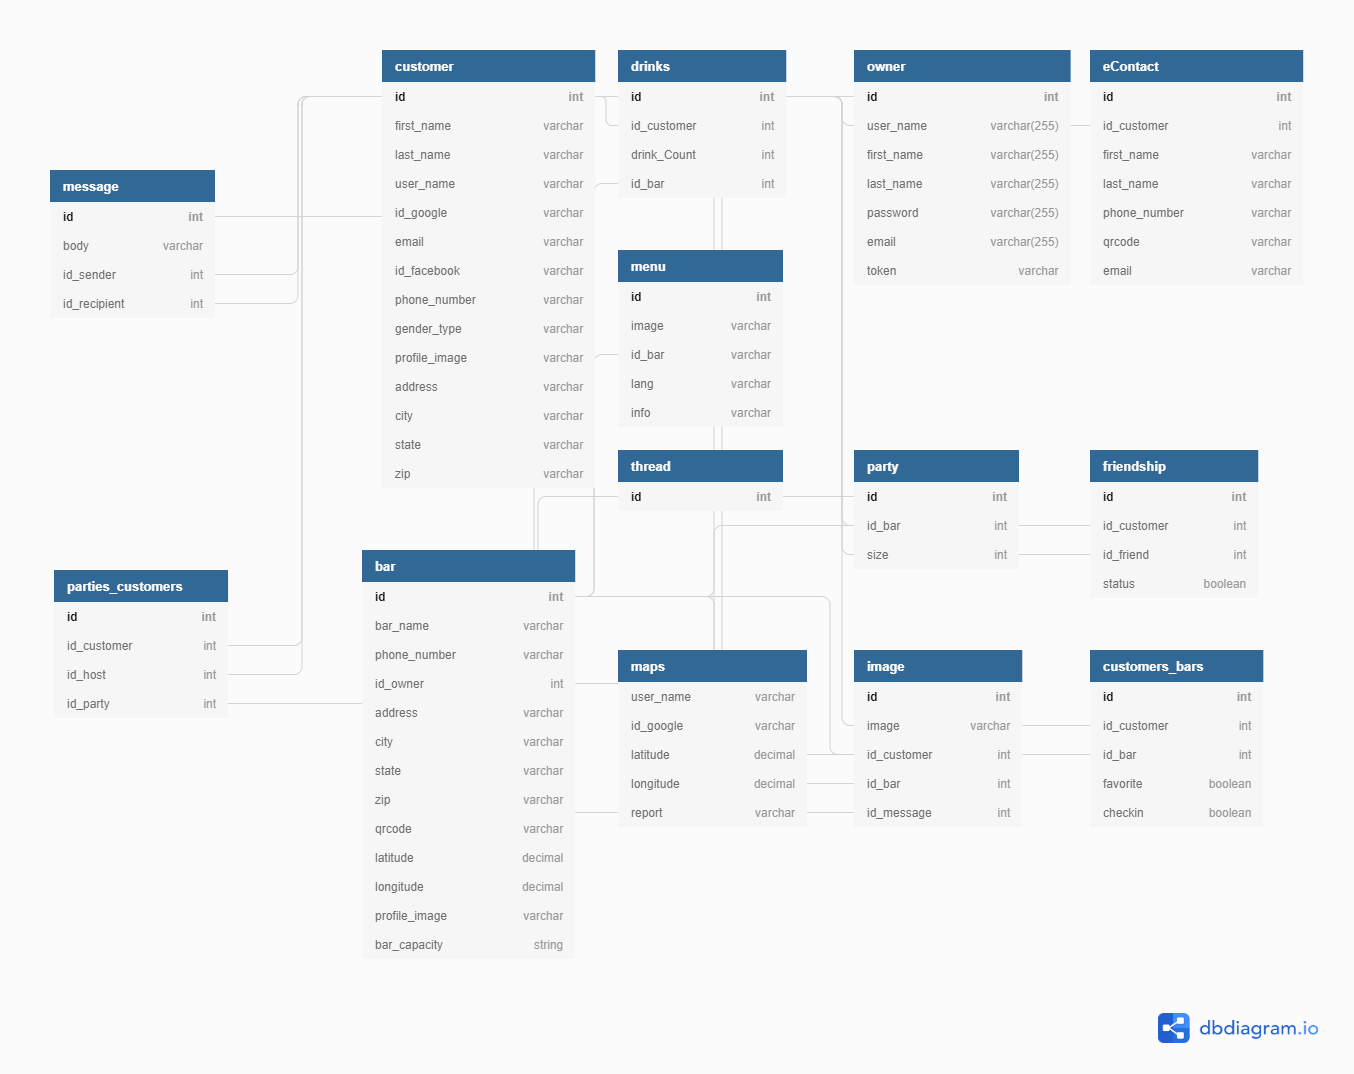 customer
id int
first_name varchar
last_name varchar
user_name varchar
id_google varchar
email varchar
id_facebook varchar
phone_number varchar
gender_type varchar
profile_image varchar
address varchar
city varchar
state varchar
zip varchar
drinks
id int
id_customer int
drink_Count int
id_bar int
owner
id int
user_name varchar(255)
first_name varchar(255)
last_name varchar(255)
password varchar(255)
email varchar(255)
token varchar
eContact
id int
id_customer int
first_name varchar
last_name varchar
phone_number varchar
qrcode varchar
email varchar
message
id int
body varchar
id_sender int
id_recipient int
menu
id int
image varchar
id_bar varchar
lang varchar
info varchar
thread
id int
party
id int
id_bar int
size int
friendship
id int
id_customer int
id_friend int
status boolean
parties_customers
id int
id_customer int
id_host int
id_party int
bar
id int
bar_name varchar
phone_number varchar
id_owner int
address varchar
city varchar
state varchar
zip varchar
qrcode varchar
latitude decimal
longitude decimal
profile_image varchar
bar_capacity string
maps
user_name varchar
id_google varchar
latitude decimal
longitude decimal
report varchar
image
id int
image varchar
id_customer int
id_bar int
id_message int
customers_bars
id int
id_customer int
id_bar int
favorite boolean
checkin boolean
dbdiagram.io